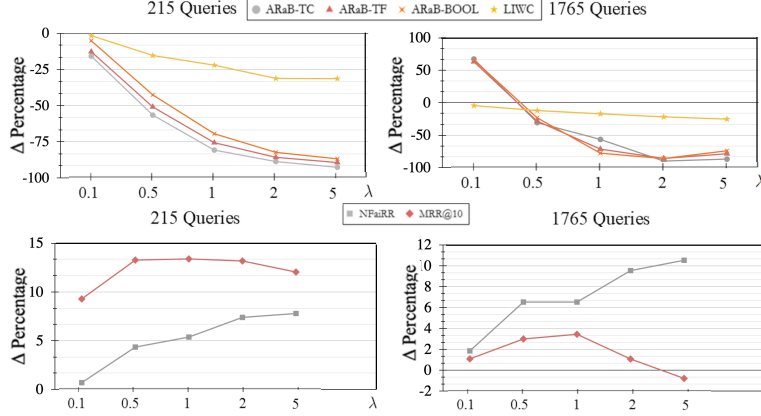 215 Queries
ARaB-TC ARaB-TF ARaB-BOOL LIWC
1765 Queries
Δ Percentage
0
-25
-50
-75
-100
0.1 0.5 1 2 5 λ
Δ Percentage
100
50
0
-50
-100
0.1 0.5 1 2 5 λ
215 Queries
NFaiRR MRR@10
1765 Queries
Δ Percentage
15
10
5
0
0.1 0.5 1 2 5 λ
Δ Percentage
12
10
8
6
4
2
0
-2
0.1 0.5 1 2 5 λ